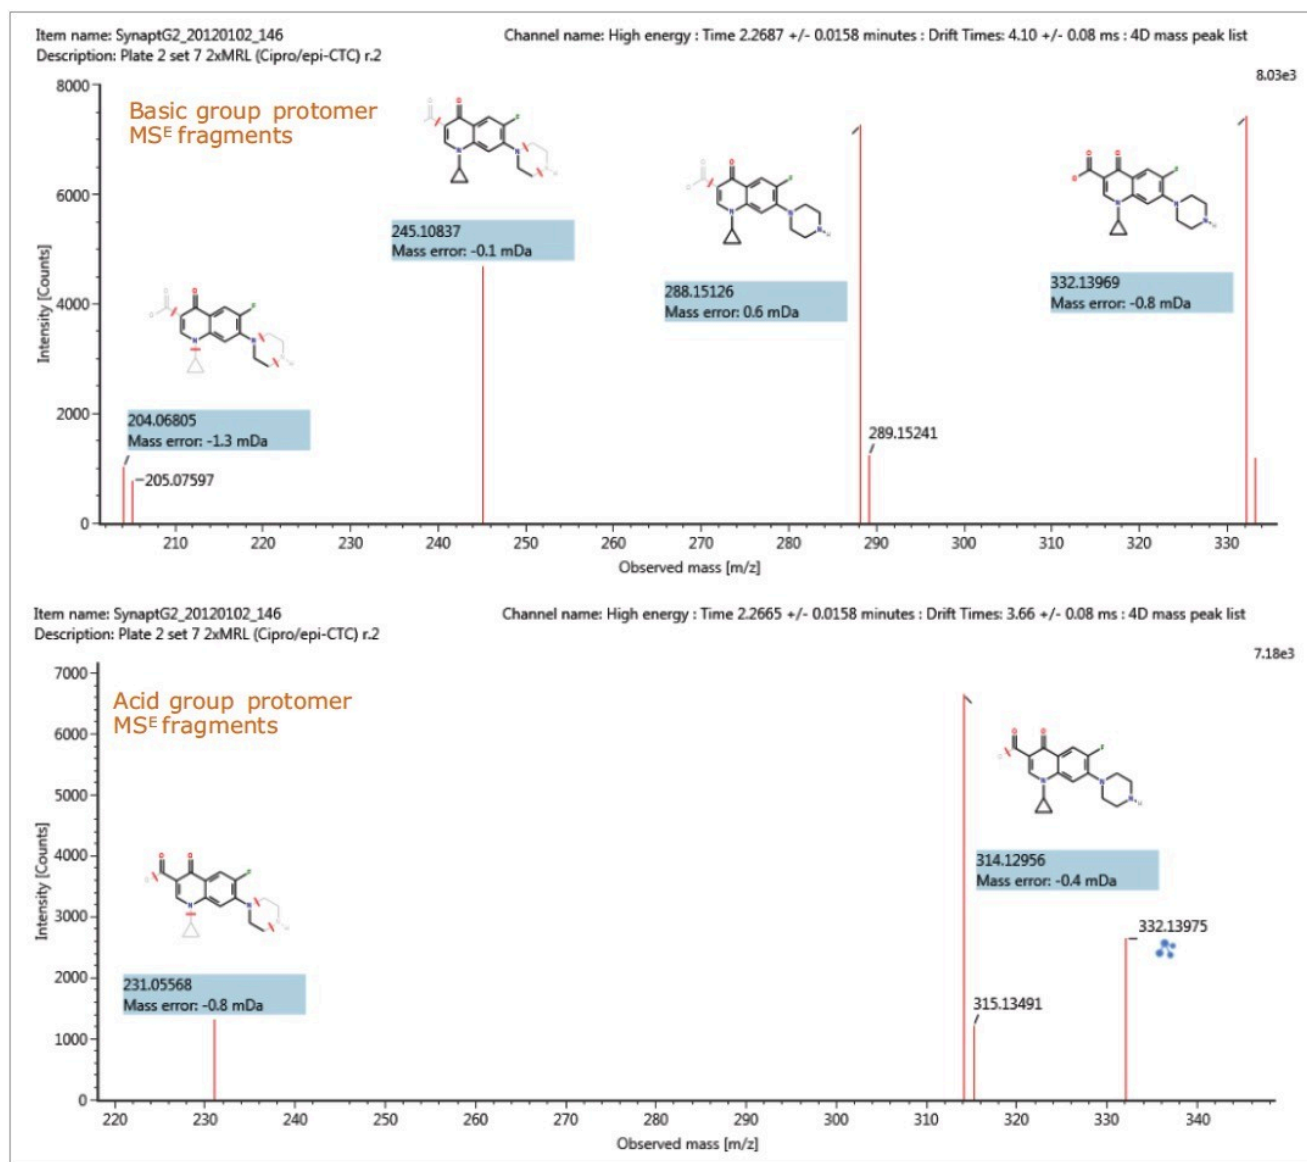 Item name: SynaptG2_20120102_146
Channel name: High energy : Time 2.2687 +/- 0.0158 minutes : Drift Times: 4.10 +/- 0.08 ms : 4D mass peak list
Description: Plate 2 set 7 2xMRL (Cipro/epi-CTC) r.2
8.03e3
Basic group protomer
MSᴱ fragments
8000
6000
4000
2000
0
Intensity [Counts]
204.06805
Mass error: -1.3 mDa
205.07597
245.10837
Mass error: -0.1 mDa
288.15126
Mass error: 0.6 mDa
289.15241
332.13969
Mass error: -0.8 mDa
210 220 230 240 250 260 270 280 290 300 310 320 330
Observed mass [m/z]
Item name: SynaptG2_20120102_146
Channel name: High energy : Time 2.2665 +/- 0.0158 minutes : Drift Times: 3.66 +/- 0.08 ms : 4D mass peak list
Description: Plate 2 set 7 2xMRL (Cipro/epi-CTC) r.2
7.18e3
Acid group protomer
MSᴱ fragments
7000
6000
5000
4000
3000
2000
1000
0
Intensity [Counts]
231.05568
Mass error: -0.8 mDa
314.12956
Mass error: -0.4 mDa
315.13491
332.13975
220 230 240 250 260 270 280 290 300 310 320 330 340
Observed mass [m/z]